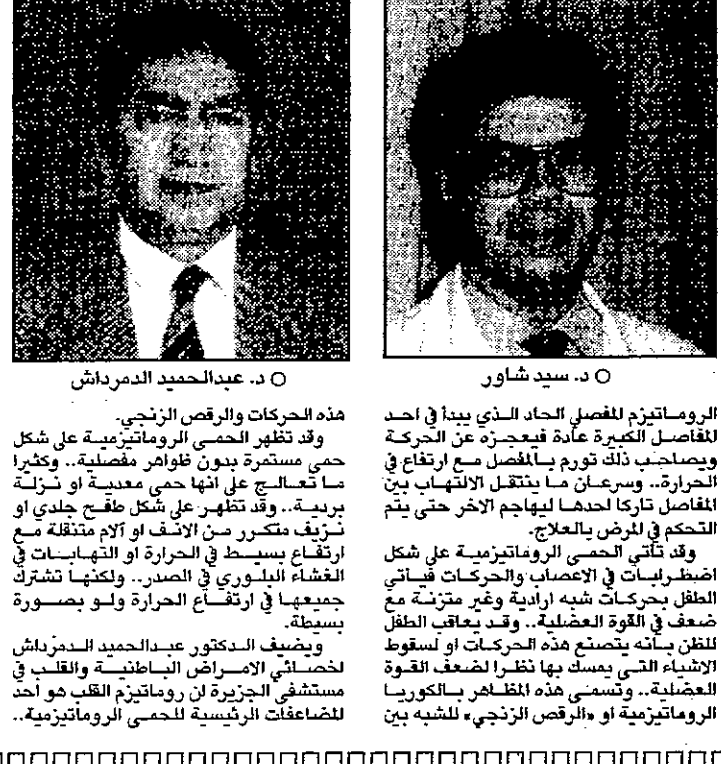 ○ د. سيد شاور
الروماتيزم المفصلي الحاد الذي يبدأ في احد
المفاصل الكبيرة عادة فيعجزه عن الحركة
ويصاحب ذلك تورم بالمفصل مع ارتفاع في
الحرارة.. وسرعان ما ينتقل الالتهاب بين
المفاصل تاركا احدها ليهاجم الاخر حتى يتم
التحكم في المرض بالعلاج.
وقد تأتي الحمى الروماتيزمية على شكل
اضطرابات في الاعصاب والحركات فيأتي
الطفل بحركات شبه ارادية وغير متزنة مع
ضعف في القوة العضلية.. وقد يعاقب الطفل
للظن بأنه يتصنع هذه الحركات او لسقوط
الاشياء التي يمسك بها نظرا لضعف القوة
العضلية.. وتسمى هذه المظاهر بالكوريا
الروماتيزمية او «الرقص الزنجي» للشبه بين
○ د. عبدالحميد الدمرداش
هذه الحركات والرقص الزنجي.
وقد تظهر الحمى الروماتيزمية على شكل
حمى مستمرة بدون ظواهر مفصلية.. وكثيرا
ما تعالج على انها حمى معدية او نزلة
بردية.. وقد تظهر على شكل طفح جلدي او
نزيف متكرر من الانف او آلام متنقلة مع
ارتفاع بسيط في الحرارة او التهابات في
الغشاء البلوري في الصدر.. ولكنها تشترك
جميعها في ارتفاع الحرارة ولو بصورة
بسيطة.
ويضيف الدكتور عبدالحميد الدمرداش
اخصائي الامراض الباطنية والقلب في
مستشفى الجزيرة ان روماتيزم القلب هو أحد
المضاعفات الرئيسية للحمى الروماتيزمية..